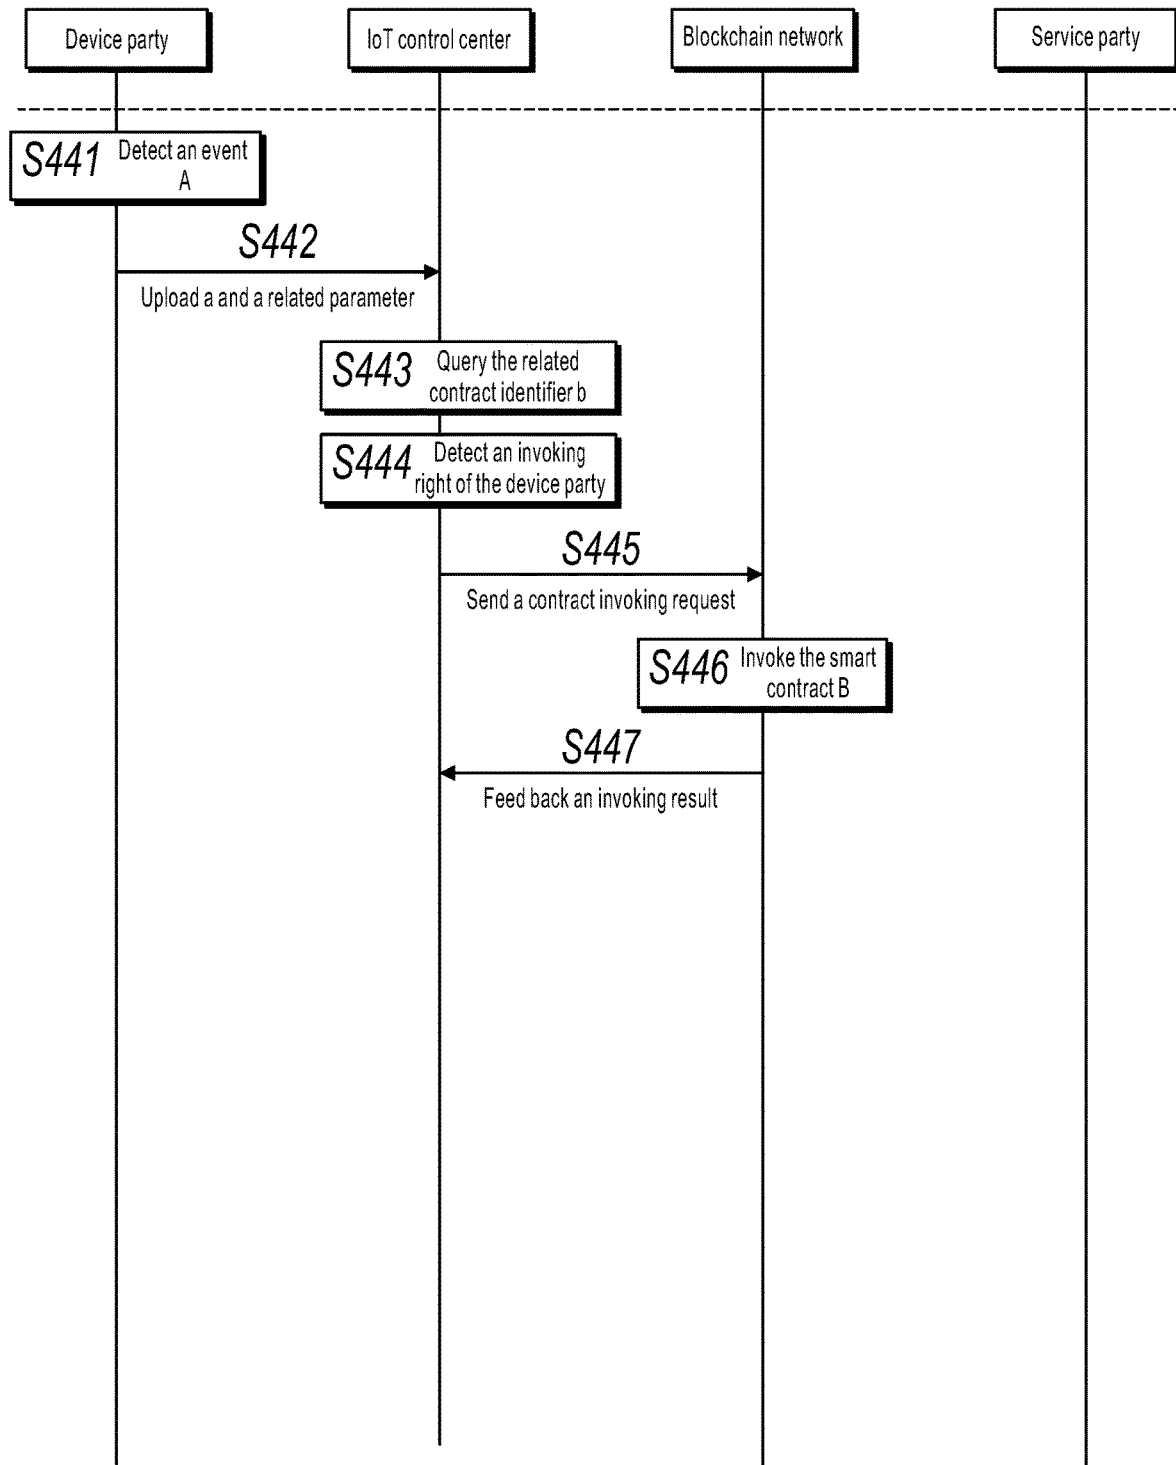 Device party
IoT control center
Blockchain network
Service party
S441
Detect an event
A
S442
Upload a and a related parameter
S443
Query the related
contract identifier b
S444
Detect an invoking
right of the device party
S445
Send a contract invoking request
S446
Invoke the smart
contract B
S447
Feed back an invoking result